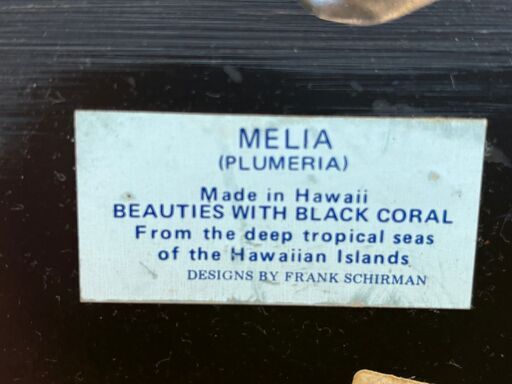 MELIA
(PLUMERIA)
Made in Hawaii
BEAUTIES WITH BLACK CORAL
From the deep tropical seas
of the Hawaiian Islands
DESIGNS BY FRANK SCHIRMAN